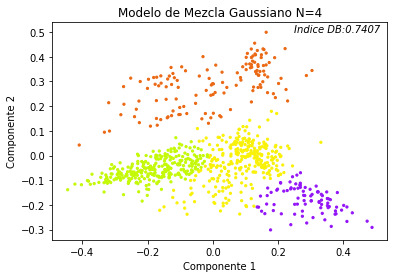 Modelo de Mezcla Gaussiano N=4
Indice DB:0.7407
0.5
0.4
0.3
0.2
0.1
0.0
−0.1
−0.2
−0.3
Componente 2
−0.4 −0.2 0.0 0.2 0.4
Componente 1